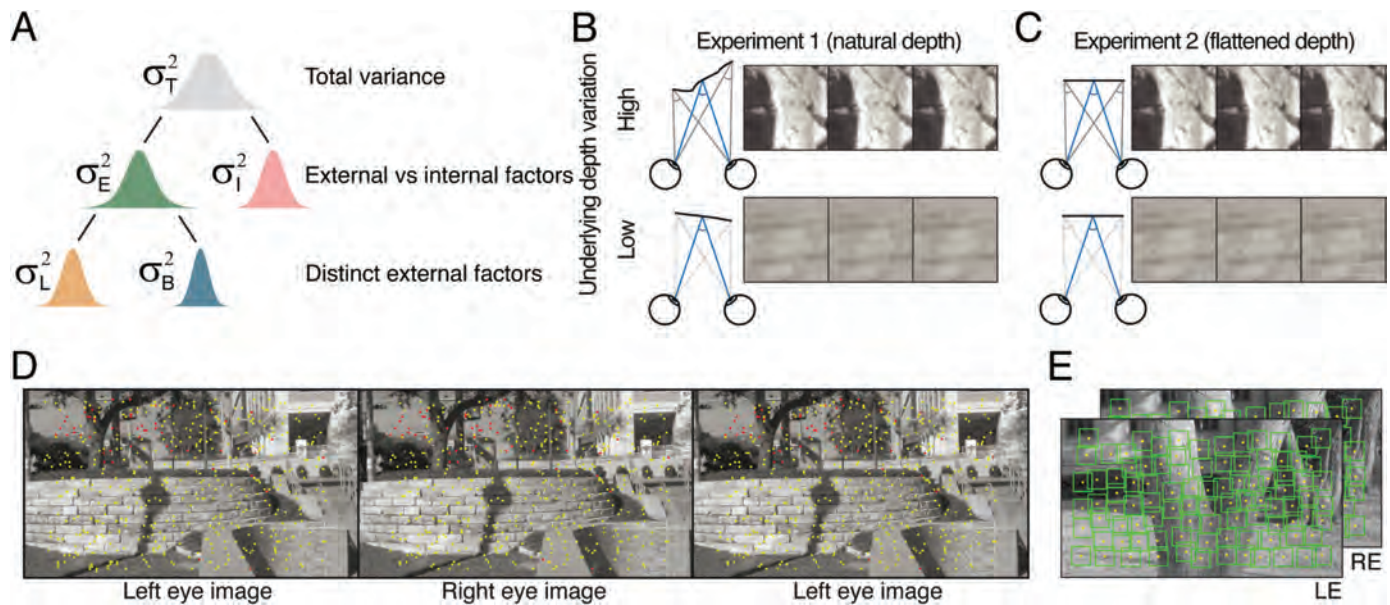 A
σ²T
Total variance
σ²E
σ²I
External vs internal factors
σ²L
σ²B
Distinct external factors
B
Experiment 1 (natural depth)
Underlying depth variation
High
Low
C
Experiment 2 (flattened depth)
D
Left eye image
Right eye image
Left eye image
E
RE
LE